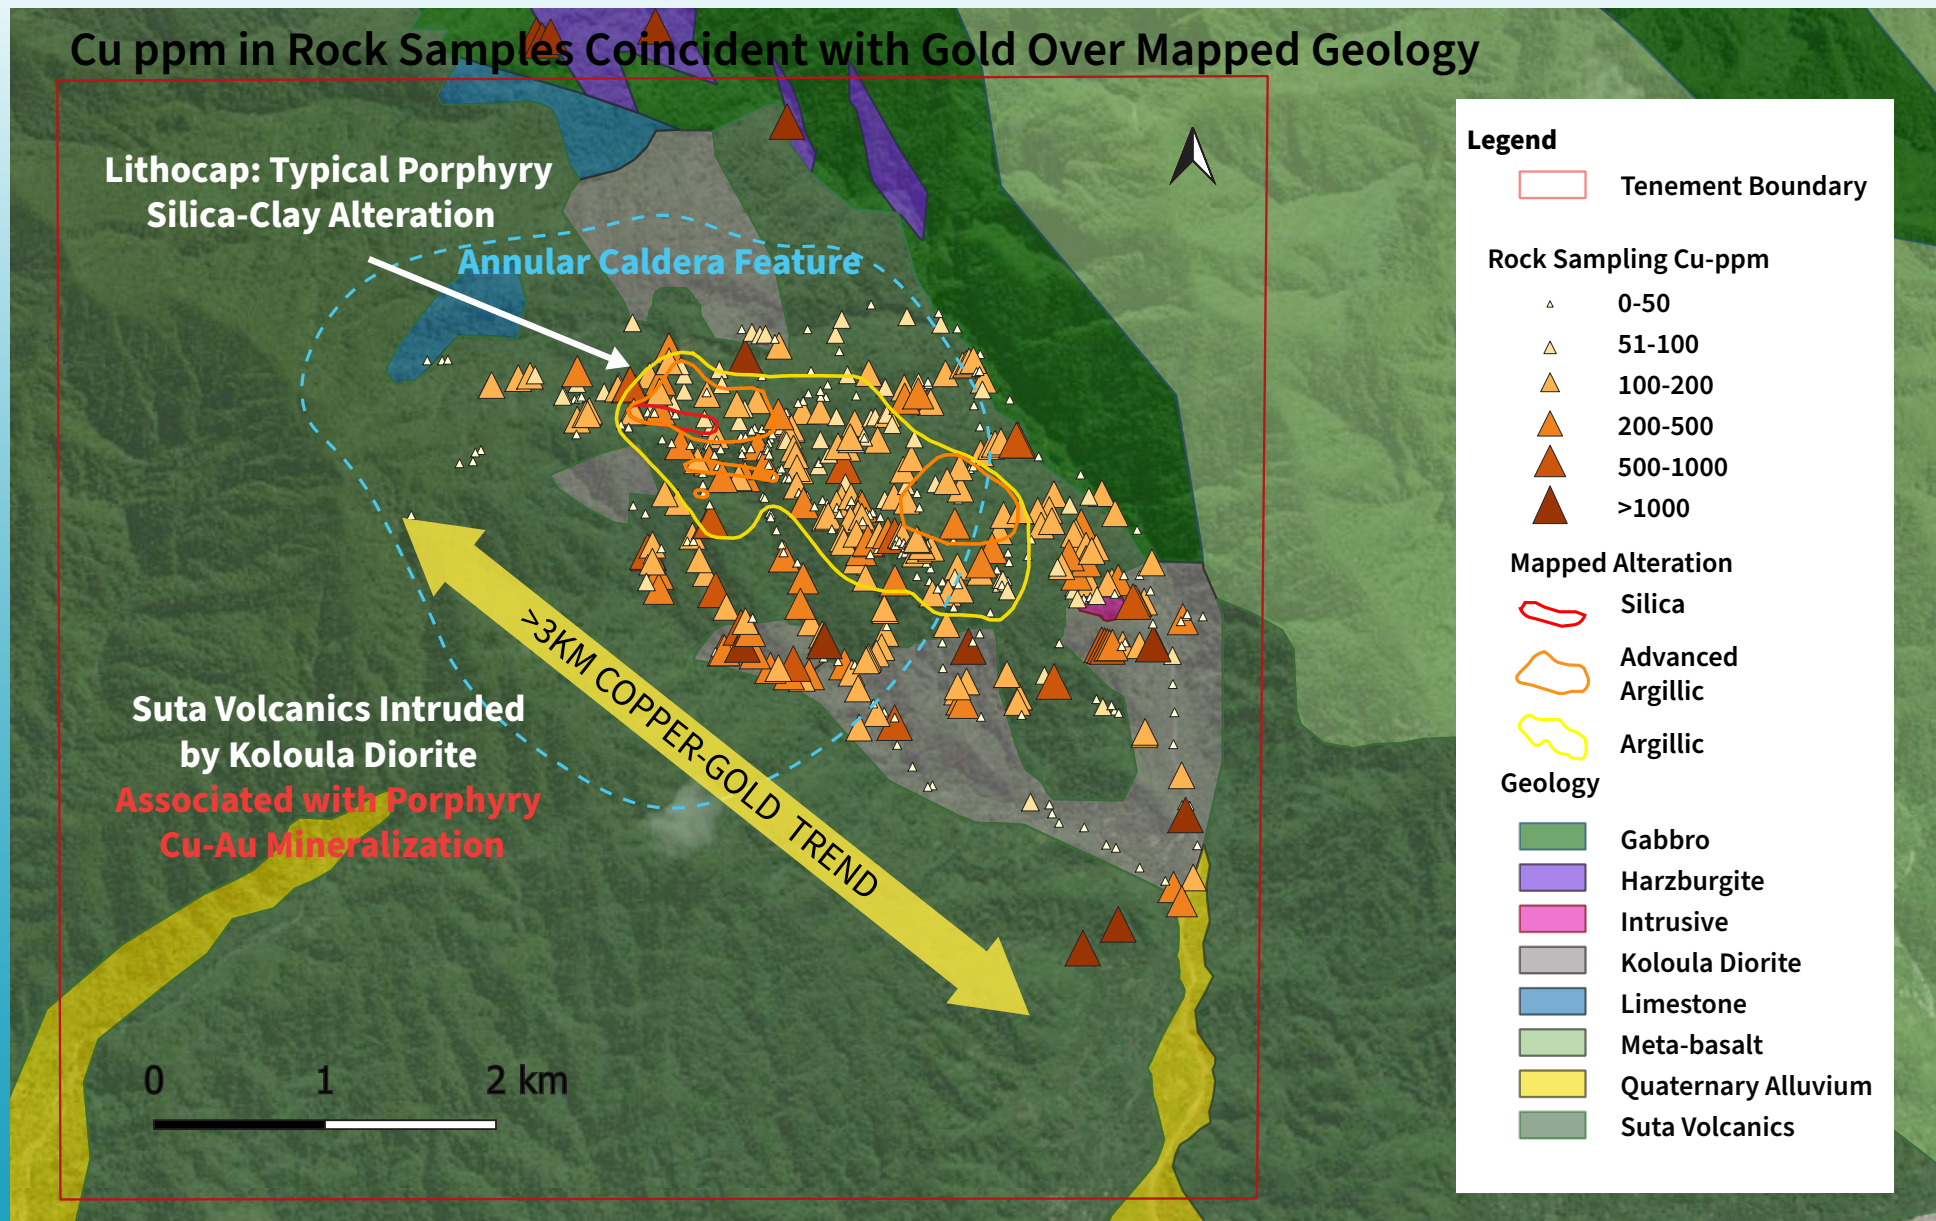 Cu ppm in Rock Samples Coincident with Gold Over Mapped Geology
Lithocap: Typical Porphyry
Silica-Clay Alteration
Annular Caldera Feature
>3KM COPPER-GOLD TREND
Suta Volcanics Intruded
by Koloula Diorite
Associated with Porphyry
Cu-Au Mineralization
0 1 2 km
Legend
Tenement Boundary
Rock Sampling Cu-ppm
0-50
51-100
100-200
200-500
500-1000
>1000
Mapped Alteration
Silica
Advanced
Argillic
Argillic
Geology
Gabbro
Harzburgite
Intrusive
Koloula Diorite
Limestone
Meta-basalt
Quaternary Alluvium
Suta Volcanics